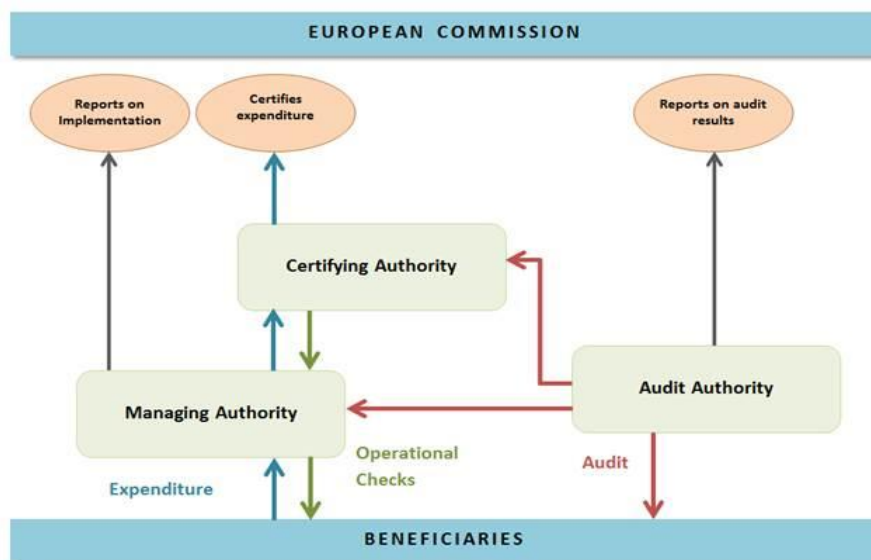 EUROPEAN COMMISSION
Reports on
Implementation
Certifies
expenditure
Reports on audit
results
Certifying Authority
Managing Authority
Audit Authority
Operational
Checks
Audit
Expenditure
BENEFICIARIES